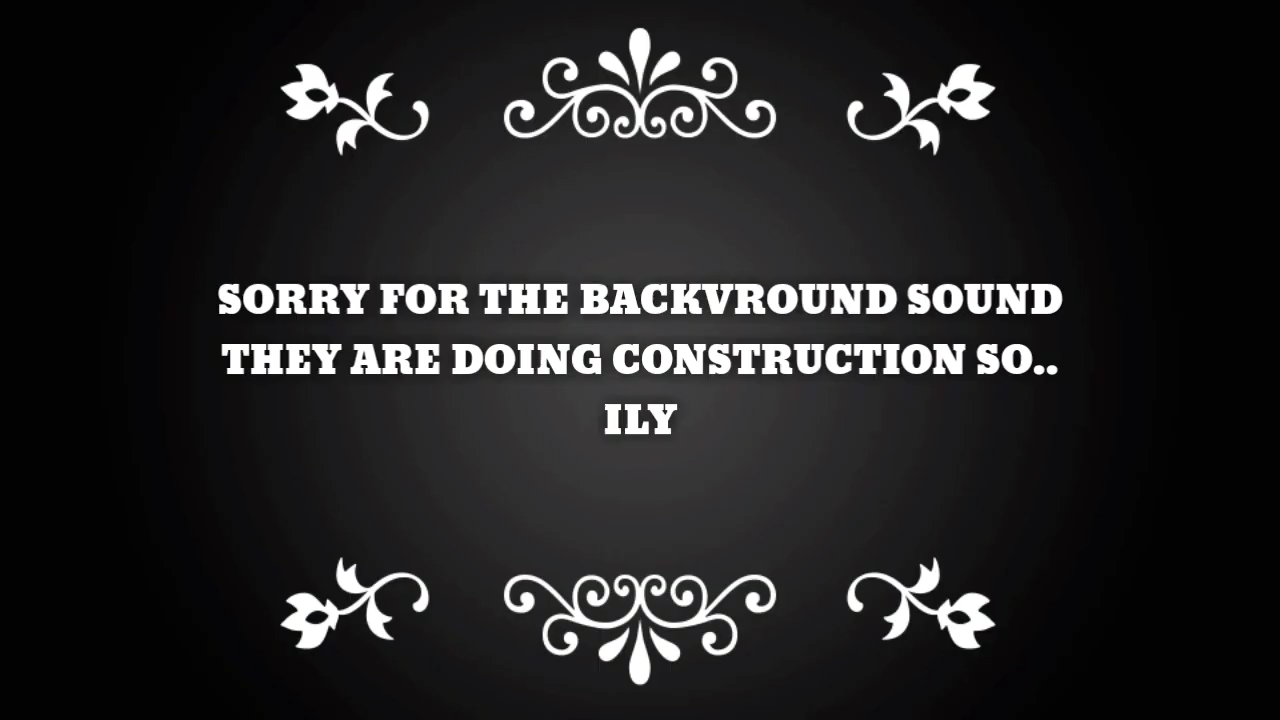 SORRY FOR THE BACKVROUND SOUND
THEY ARE DOING CONSTRUCTION SO..
ILY